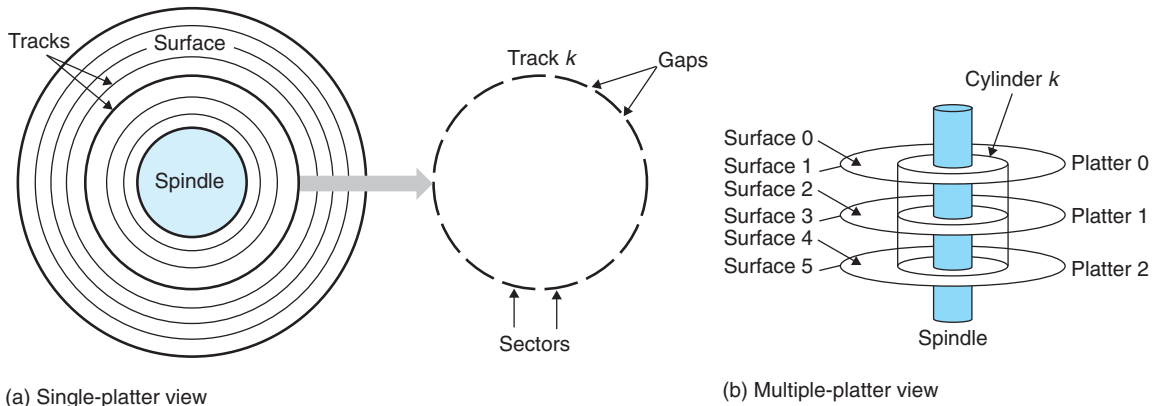 Tracks
Surface
Spindle
Track k
Gaps
Sectors
(a) Single-platter view
Cylinder k
Surface 0
Surface 1
Surface 2
Surface 3
Surface 4
Surface 5
Platter 0
Platter 1
Platter 2
Spindle
(b) Multiple-platter view